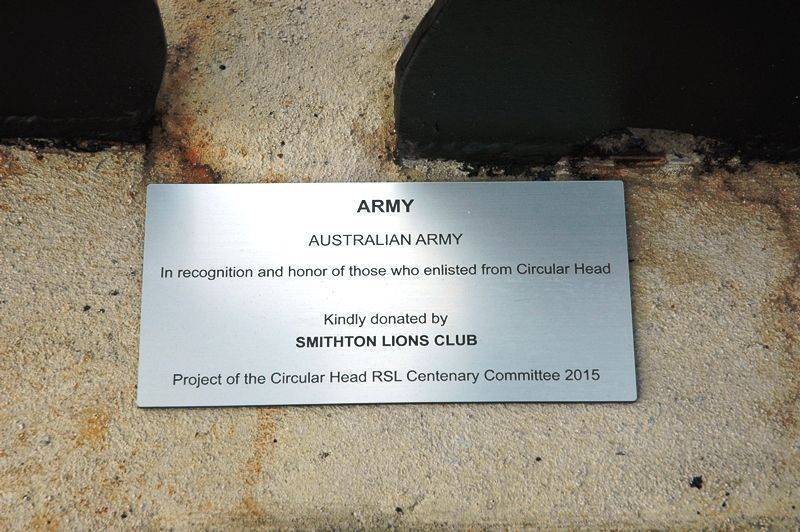 ARMY
AUSTRALIAN ARMY
In recognition and honor of those who enlisted from Circular Head
Kindly donated by
SMITHTON LIONS CLUB
Project of the Circular Head RSL Centenary Committee 2015